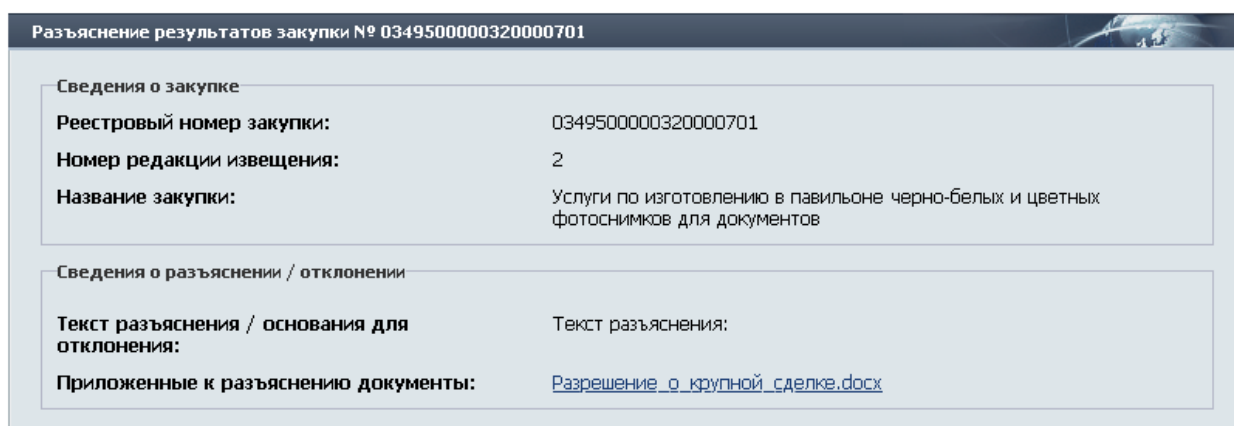 Разъяснение результатов закупки № 0349500000320000701
Сведения о закупке
Реестровый номер закупки: 0349500000320000701
Номер редакции извещения: 2
Название закупки: Услуги по изготовлению в павильоне черно-белых и цветных
фотоснимков для документов
Сведения о разъяснении / отклонении
Текст разъяснения / основания для Текст разъяснения:
отклонения:
Приложенные к разъяснению документы: Разрешение_о_крупной_сделке.docx